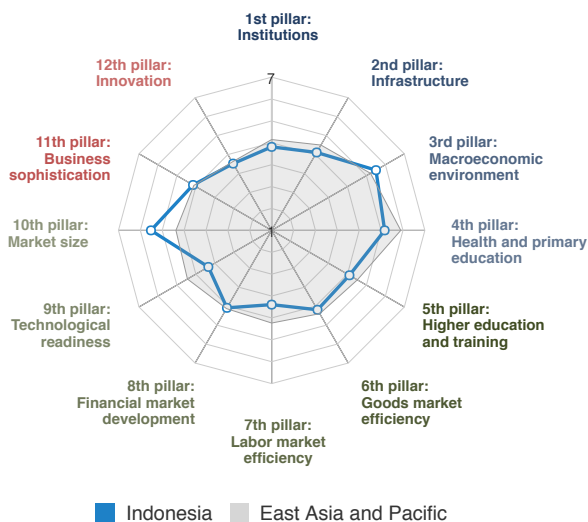 1st pillar:
Institutions
2nd pillar:
Infrastructure
3rd pillar:
Macroeconomic
environment
4th pillar:
Health and primary
education
5th pillar:
Higher education
and training
6th pillar:
Goods market
efficiency
7th pillar:
Labor market
efficiency
8th pillar:
Financial market
development
9th pillar:
Technological
readiness
10th pillar:
Market size
11th pillar:
Business
sophistication
12th pillar:
Innovation
7
1
Indonesia
East Asia and Pacific